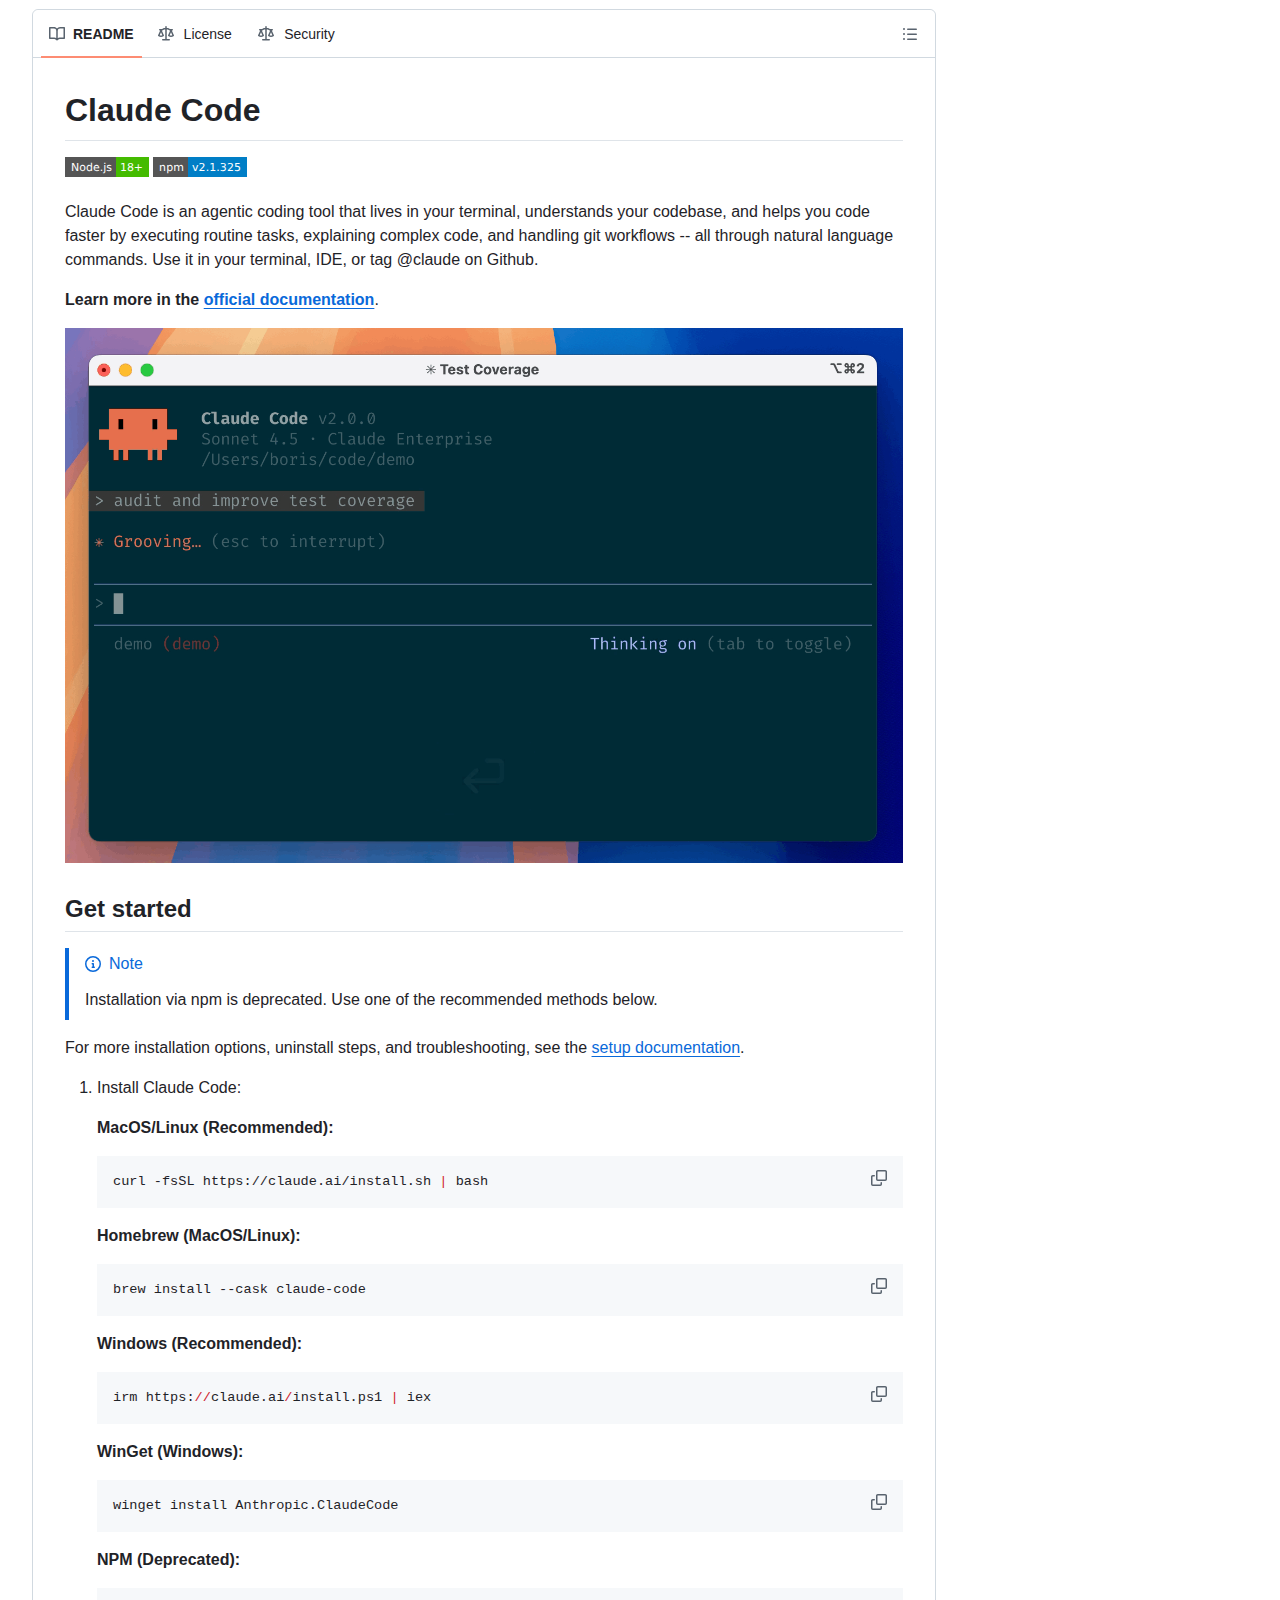 README
License
Security
Claude Code
Node.js 18+ npm v2.1.325
Claude Code is an agentic coding tool that lives in your terminal, understands your codebase, and helps you code
faster by executing routine tasks, explaining complex code, and handling git workflows -- all through natural language
commands. Use it in your terminal, IDE, or tag @claude on Github.
Learn more in the official documentation.
✳ Test Coverage
⌥⌘2
Claude Code v2.0.0
Sonnet 4.5 · Claude Enterprise
/Users/boris/code/demo
> audit and improve test coverage
✳ Grooving… (esc to interrupt)
>
demo (demo)
Thinking on (tab to toggle)
Get started
Note
Installation via npm is deprecated. Use one of the recommended methods below.
For more installation options, uninstall steps, and troubleshooting, see the setup documentation.
1. Install Claude Code:
MacOS/Linux (Recommended):
curl -fsSL https://claude.ai/install.sh | bash
Homebrew (MacOS/Linux):
brew install --cask claude-code
Windows (Recommended):
irm https://claude.ai/install.ps1 | iex
WinGet (Windows):
winget install Anthropic.ClaudeCode
NPM (Deprecated):